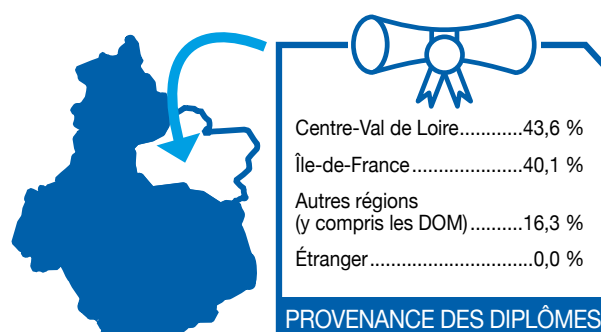 Centre-Val de Loire...........43,6 %
Île-de-France...................40,1 %
Autres régions
(y compris les DOM)..........16,3 %
Étranger............................0,0 %
PROVENANCE DES DIPLÔMES